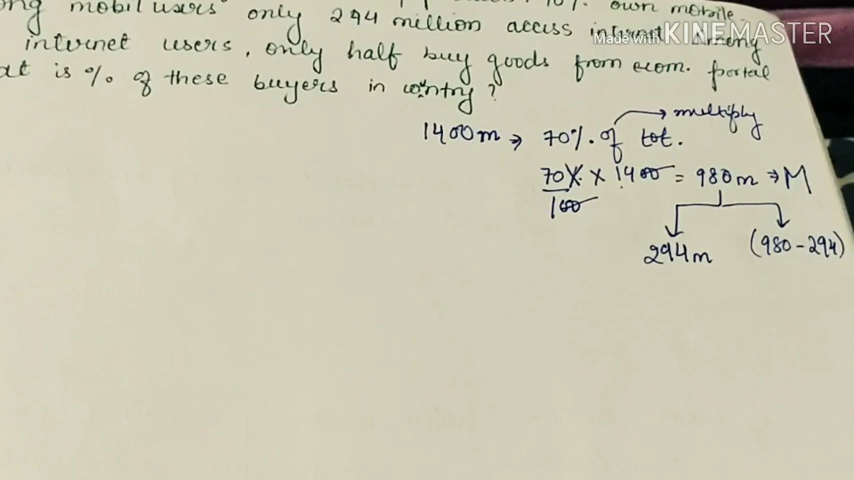 mobil users only 294 million access internet. Among
internet users, only half buy goods from ecom. portal
is % of these buyers in country?
Made with KINEMASTER
1400m ⇒ 70% of tot. → multiply
70% × 1400 = 980m ⇒ M
100
294m (980-294)